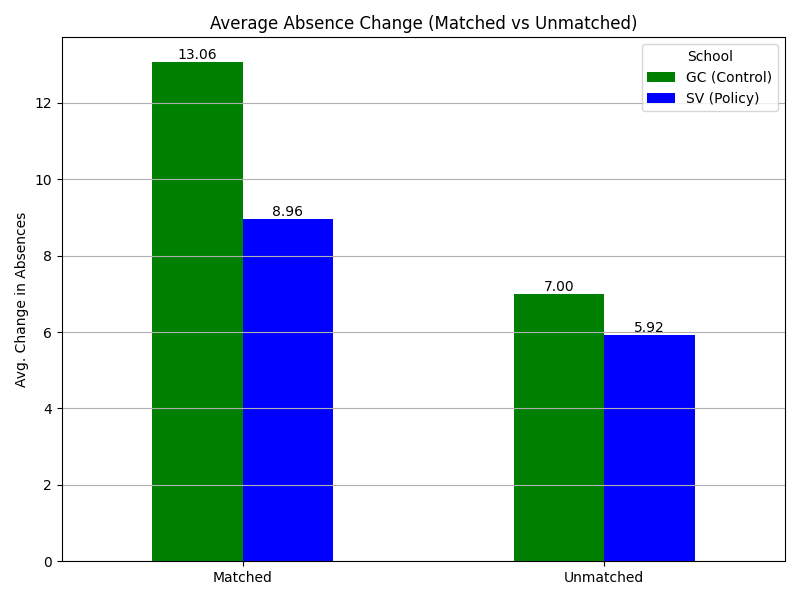 Average Absence Change (Matched vs Unmatched)
School
GC (Control)
SV (Policy)
13.06
8.96
7.00
5.92
Avg. Change in Absences
12
10
8
6
4
2
0
Matched
Unmatched